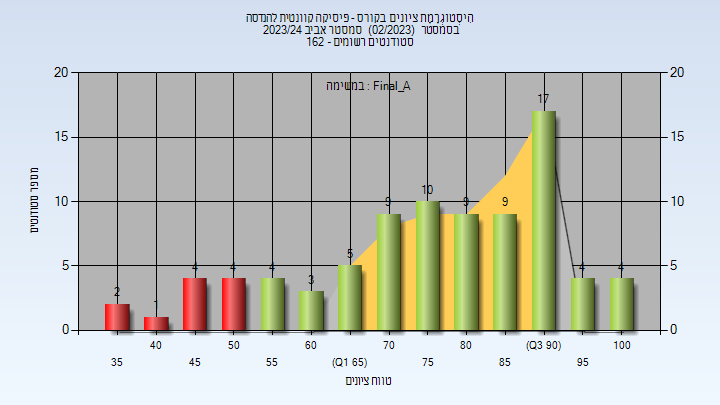 היסטוגרמת ציונים בקורס - פיסיקה קוונטית להנדסה
בסמסטר (02/2023) סמסטר אביב 2023/24
סטודנטים רשומים - 162
במשימה : Final_A
20 20
15 15
10 10
5 5
0 0
מספר סטודנטים
2 1 4 4 4 3 5 9 10 9 9 17 4 4
40 50 60 70 80 (Q3 90) 100
35 45 55 (Q1 65) 75 85 95
טווח ציונים